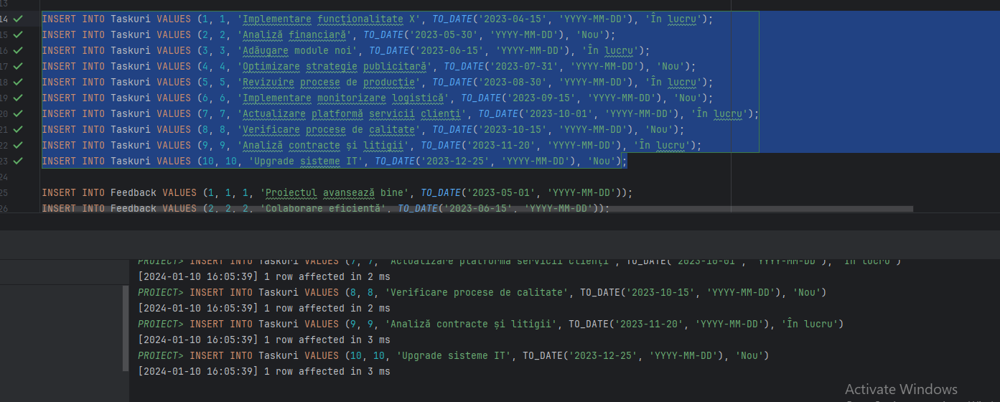 13
14 INSERT INTO Taskuri VALUES (1, 1, 'Implementare funcționalitate X', TO_DATE('2023-04-15', 'YYYY-MM-DD'), 'În lucru');
15 INSERT INTO Taskuri VALUES (2, 2, 'Analiză financiară', TO_DATE('2023-05-30', 'YYYY-MM-DD'), 'Nou');
16 INSERT INTO Taskuri VALUES (3, 3, 'Adăugare module noi', TO_DATE('2023-06-15', 'YYYY-MM-DD'), 'În lucru');
17 INSERT INTO Taskuri VALUES (4, 4, 'Optimizare strategie publicitară', TO_DATE('2023-07-31', 'YYYY-MM-DD'), 'Nou');
18 INSERT INTO Taskuri VALUES (5, 5, 'Revizuire procese de producție', TO_DATE('2023-08-30', 'YYYY-MM-DD'), 'În lucru');
19 INSERT INTO Taskuri VALUES (6, 6, 'Implementare monitorizare logistică', TO_DATE('2023-09-15', 'YYYY-MM-DD'), 'Nou');
20 INSERT INTO Taskuri VALUES (7, 7, 'Actualizare platformă servicii clienți', TO_DATE('2023-10-01', 'YYYY-MM-DD'), 'În lucru');
21 INSERT INTO Taskuri VALUES (8, 8, 'Verificare procese de calitate', TO_DATE('2023-10-15', 'YYYY-MM-DD'), 'Nou');
22 INSERT INTO Taskuri VALUES (9, 9, 'Analiză contracte și litigii', TO_DATE('2023-11-20', 'YYYY-MM-DD'), 'În lucru');
23 INSERT INTO Taskuri VALUES (10, 10, 'Upgrade sisteme IT', TO_DATE('2023-12-25', 'YYYY-MM-DD'), 'Nou');
24
25 INSERT INTO Feedback VALUES (1, 1, 1, 'Proiectul avansează bine', TO_DATE('2023-05-01', 'YYYY-MM-DD'));
26 INSERT INTO Feedback VALUES (2, 2, 2, 'Colaborare eficientă', TO_DATE('2023-06-15', 'YYYY-MM-DD'));
PROIECT> INSERT INTO Taskuri VALUES (7, 7, 'Actualizare platformă servicii clienți', TO_DATE('2023-10-01', 'YYYY-MM-DD'), 'În lucru')
[2024-01-10 16:05:39] 1 row affected in 2 ms
PROIECT> INSERT INTO Taskuri VALUES (8, 8, 'Verificare procese de calitate', TO_DATE('2023-10-15', 'YYYY-MM-DD'), 'Nou')
[2024-01-10 16:05:39] 1 row affected in 2 ms
PROIECT> INSERT INTO Taskuri VALUES (9, 9, 'Analiză contracte și litigii', TO_DATE('2023-11-20', 'YYYY-MM-DD'), 'În lucru')
[2024-01-10 16:05:39] 1 row affected in 3 ms
PROIECT> INSERT INTO Taskuri VALUES (10, 10, 'Upgrade sisteme IT', TO_DATE('2023-12-25', 'YYYY-MM-DD'), 'Nou')
[2024-01-10 16:05:39] 1 row affected in 3 ms
Activate Windows